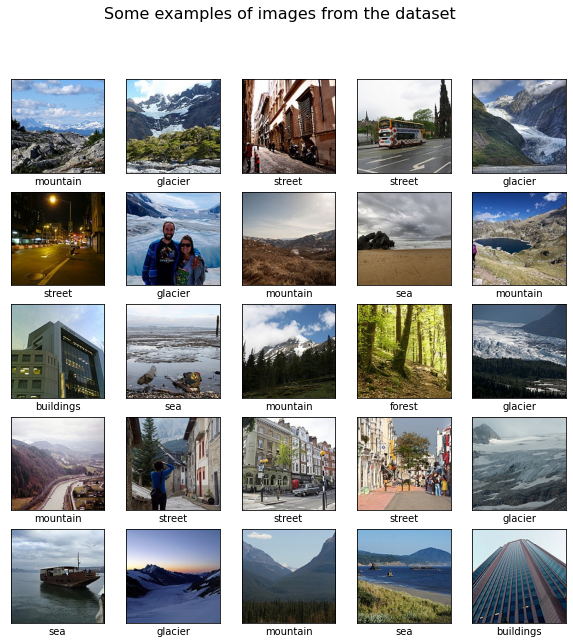 Some examples of images from the dataset
mountain
glacier
street
street
glacier
street
glacier
mountain
sea
mountain
buildings
sea
mountain
forest
glacier
mountain
street
street
street
glacier
sea
glacier
mountain
sea
buildings